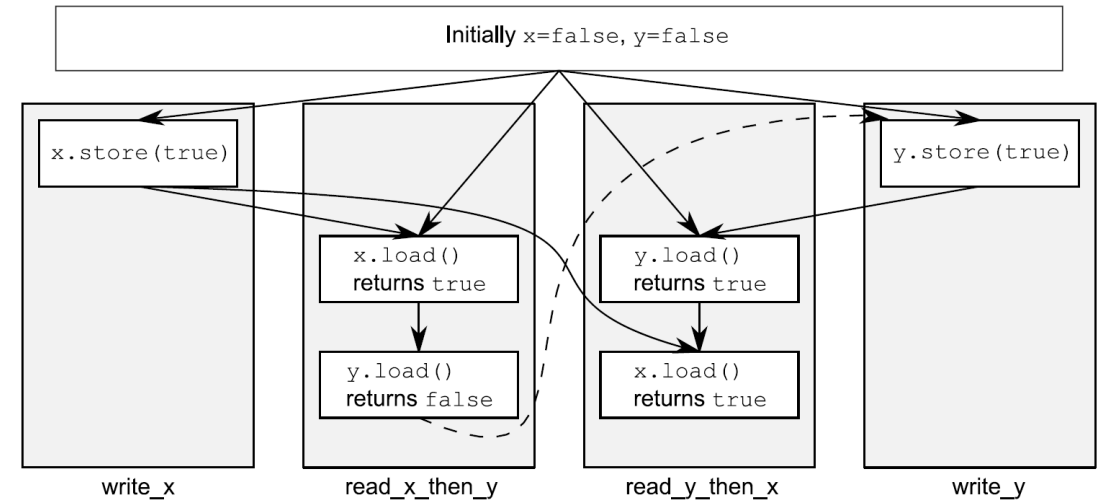 Initially x=false, y=false
x.store(true)
y.store(true)
x.load()
returns true
y.load()
returns true
y.load()
returns false
x.load()
returns true
write_x
read_x_then_y
read_y_then_x
write_y